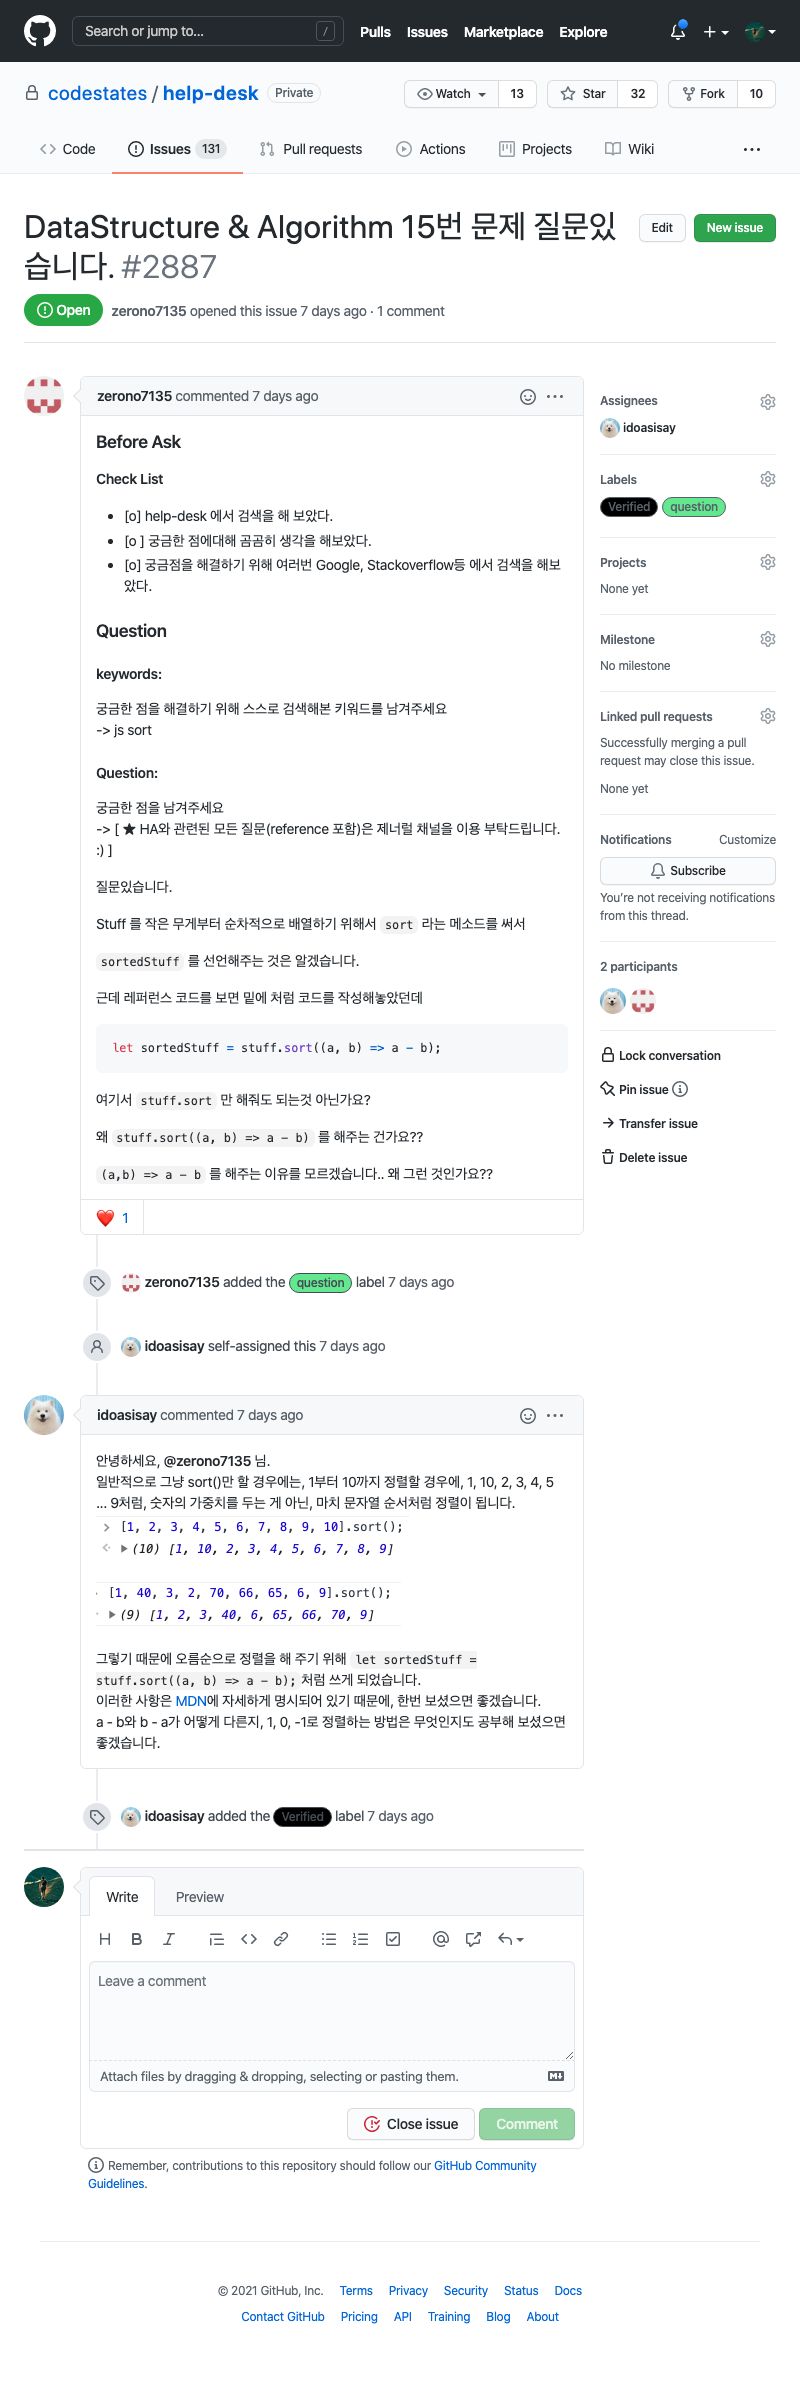 Search or jump to... /
Pulls Issues Marketplace Explore
codestates / help-desk Private
Watch 13 Star 32 Fork 10
Code Issues 131 Pull requests Actions Projects Wiki ...
DataStructure & Algorithm 15번 문제 질문있
습니다. #2887
Edit New issue
Open zerono7135 opened this issue 7 days ago · 1 comment
zerono7135 commented 7 days ago
Before Ask
Check List
• [o] help-desk 에서 검색을 해 보았다.
• [o ] 궁금한 점에대해 곰곰히 생각을 해보았다.
• [o] 궁금점을 해결하기 위해 여러번 Google, Stackoverflow등 에서 검색을 해보
았다.
Question
keywords:
궁금한 점을 해결하기 위해 스스로 검색해본 키워드를 남겨주세요
-> js sort
Question:
궁금한 점을 남겨주세요
-> [ ★ HA와 관련된 모든 질문(reference 포함)은 제너럴 채널을 이용 부탁드립니다.
:) ]
질문있습니다.
Stuff 를 작은 무게부터 순차적으로 배열하기 위해서 sort 라는 메소드를 써서
sortedStuff 를 선언해주는 것은 알겠습니다.
근데 레퍼런스 코드를 보면 밑에 처럼 코드를 작성해놓았던데
let sortedStuff = stuff.sort((a, b) => a - b);
여기서 stuff.sort 만 해줘도 되는것 아닌가요?
왜 stuff.sort((a, b) => a - b) 를 해주는 건가요??
(a,b) => a - b 를 해주는 이유를 모르겠습니다.. 왜 그런 것인가요??
❤️ 1
zerono7135 added the question label 7 days ago
idoasisay self-assigned this 7 days ago
idoasisay commented 7 days ago
안녕하세요, @zerono7135 님.
일반적으로 그냥 sort()만 할 경우에는, 1부터 10까지 정렬할 경우에, 1, 10, 2, 3, 4, 5
... 9처럼, 숫자의 가중치를 두는 게 아닌, 마치 문자열 순서처럼 정렬이 됩니다.
> [1, 2, 3, 4, 5, 6, 7, 8, 9, 10].sort();
(10) [1, 10, 2, 3, 4, 5, 6, 7, 8, 9]
[1, 40, 3, 2, 70, 66, 65, 6, 9].sort();
(9) [1, 2, 3, 40, 6, 65, 66, 70, 9]
그렇기 때문에 오름순으로 정렬을 해 주기 위해 let sortedStuff =
stuff.sort((a, b) => a - b); 처럼 쓰게 되었습니다.
이러한 사항은 MDN에 자세하게 명시되어 있기 때문에, 한번 보셨으면 좋겠습니다.
a - b와 b - a가 어떻게 다른지, 1, 0, -1로 정렬하는 방법은 무엇인지도 공부해 보셨으면
좋겠습니다.
idoasisay added the Verified label 7 days ago
Assignees
idoasisay
Labels
Verified question
Projects
None yet
Milestone
No milestone
Linked pull requests
Successfully merging a pull
request may close this issue.
None yet
Notifications Customize
Subscribe
You're not receiving notifications
from this thread.
2 participants
Lock conversation
Pin issue
Transfer issue
Delete issue
Write Preview
Leave a comment
Attach files by dragging & dropping, selecting or pasting them.
Close issue Comment
Remember, contributions to this repository should follow our GitHub Community
Guidelines.
© 2021 GitHub, Inc. Terms Privacy Security Status Docs
Contact GitHub Pricing API Training Blog About